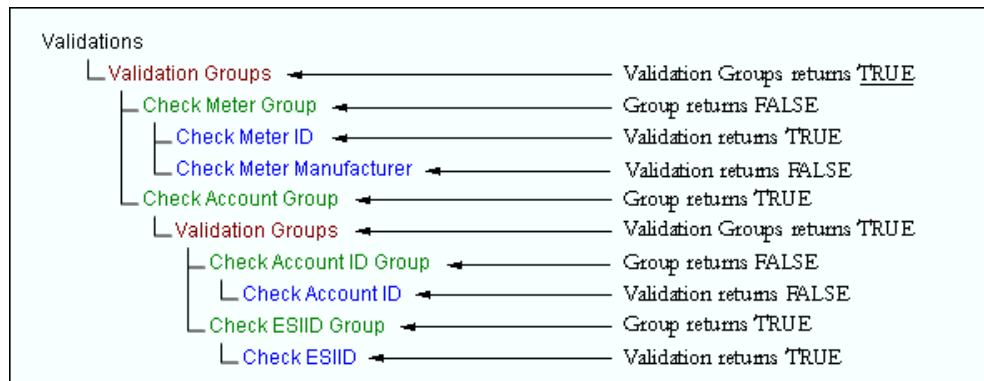 Validations
Validation Groups Validation Groups returns TRUE
Check Meter Group Group returns FALSE
Check Meter ID Validation returns TRUE
Check Meter Manufacturer Validation returns FALSE
Check Account Group Group returns TRUE
Validation Groups Validation Groups returns TRUE
Check Account ID Group Group returns FALSE
Check Account ID Validation returns FALSE
Check ESIID Group Group returns TRUE
Check ESIID Validation returns TRUE